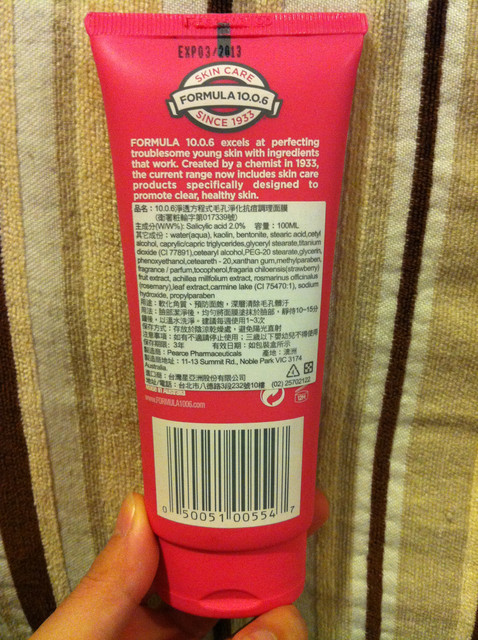 EXP03/2013
SKIN CARE
FORMULA 10.0.6
SINCE 1933
FORMULA 10.0.6 excels at perfecting
troublesome young skin with ingredients
that work. Created by a chemist in 1933,
the current range now includes skin care
products specifically designed to
promote clear, healthy skin.
品名：10.0.6淨透方程式毛孔淨化抗痘調理面膜
(衛署粧輸字第017339號)
主成分(W/W%): Salicylic acid 2.0% 容量：100ML
其它成份：water(aqua), kaolin, bentonite, stearic acid, cetyl
alcohol, caprylic/capric triglycerides, glyceryl stearate, titanium
dioxide (CI 77891), cetearyl alcohol, PEG-20 stearate, glycerin,
phenoxyethanol, ceteareth - 20, xanthan gum, methylparaben,
fragrance / parfum, tocopherol, fragaria chiloensis(strawberry)
fruit extract, achillea millifolium extract, rosmarinus officinalus
(rosemary), leaf extract, carmine lake (CI 75470:1), sodium
hydroxide, propylparaben
用途：軟化角質、預防面皰，深層清除毛孔髒汙
用法：臉部潔淨後，均勻將面膜塗抹於臉部，靜待10~15分
鐘後，以溫水洗淨，建議每週使用1~3次
保存方式：存放於陰涼乾燥處，避免陽光直射
注意事項：如有不適請停止使用；三歲以下嬰幼兒不得使用
保存期限：3年 有效日期：如包裝盒所示
製造廠：Pearce Pharmaceuticals 產地：澳洲
製造廠址：11-13 Summit Rd., Noble Park VIC 3174
Australia.
進口商：台灣星亞洲股份有限公司
地址/電話：台北市八德路3段232號10樓 (02) 25702122
www.FORMULA1006.com
12M
0 50051 00554 7